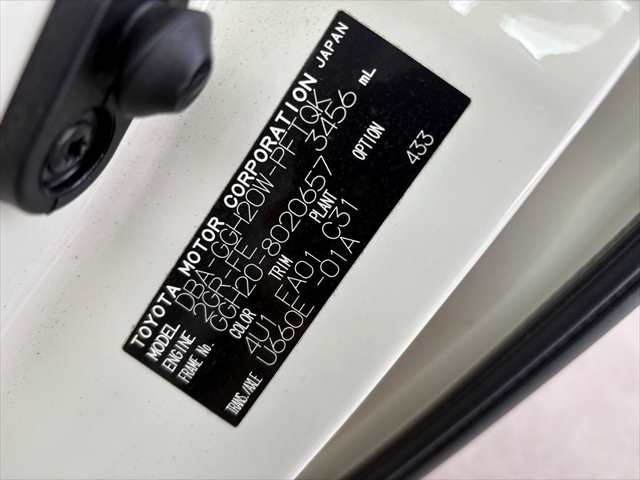 TOYOTA MOTOR CORPORATION JAPAN
MODEL DBA-GGH20W-PFTQK
ENGINE 2GR-FE 3456 mL
FRAME No. GGH20-8020657
COLOR TRIM PLANT OPTION
4U1 FA01 C31 433
TRANS./AXLE U660E -01A